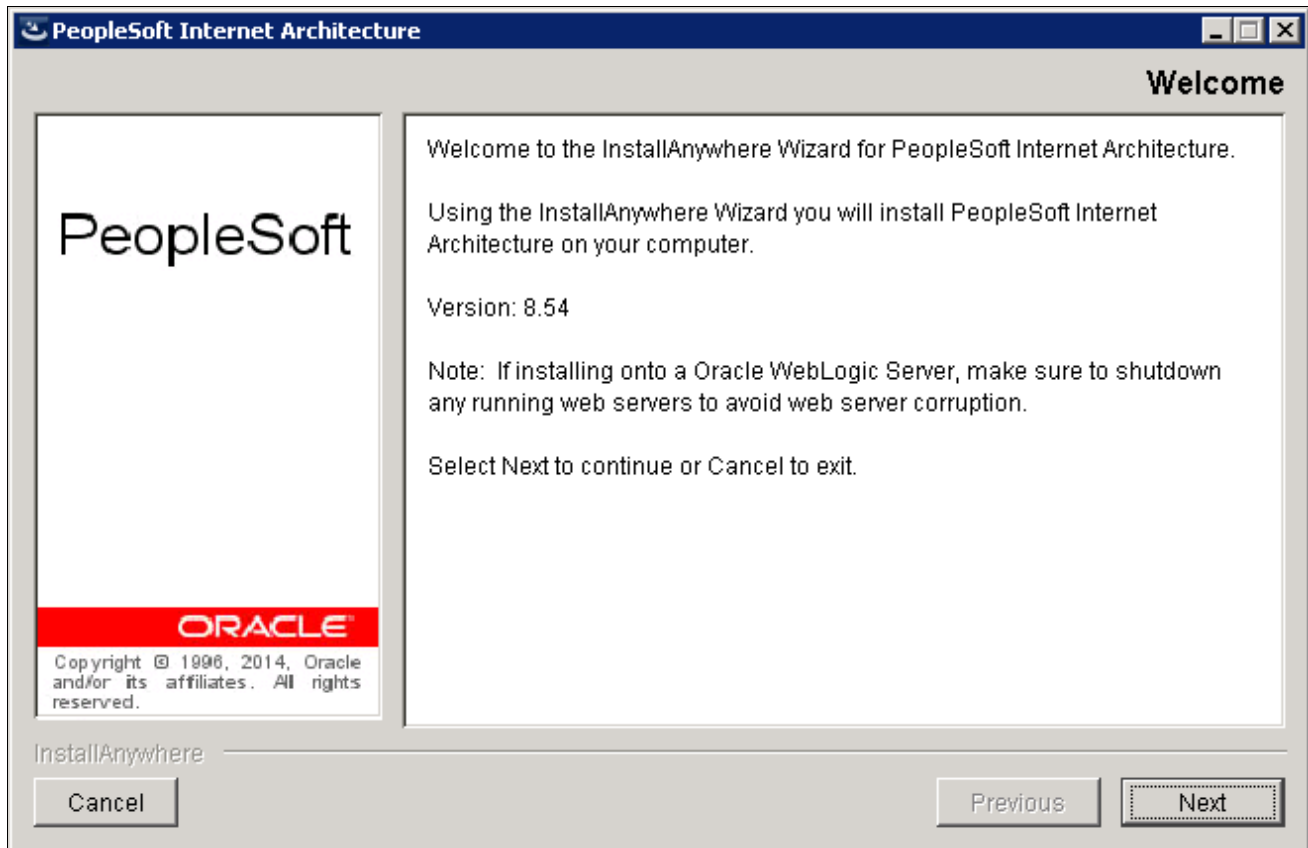 PeopleSoft Internet Architecture
Welcome
PeopleSoft
ORACLE
Copyright © 1996, 2014, Oracle
and/or its affiliates. All rights
reserved.
Welcome to the InstallAnywhere Wizard for PeopleSoft Internet Architecture.
Using the InstallAnywhere Wizard you will install PeopleSoft Internet
Architecture on your computer.
Version: 8.54
Note: If installing onto a Oracle WebLogic Server, make sure to shutdown
any running web servers to avoid web server corruption.
Select Next to continue or Cancel to exit.
InstallAnywhere
Cancel
Previous
Next